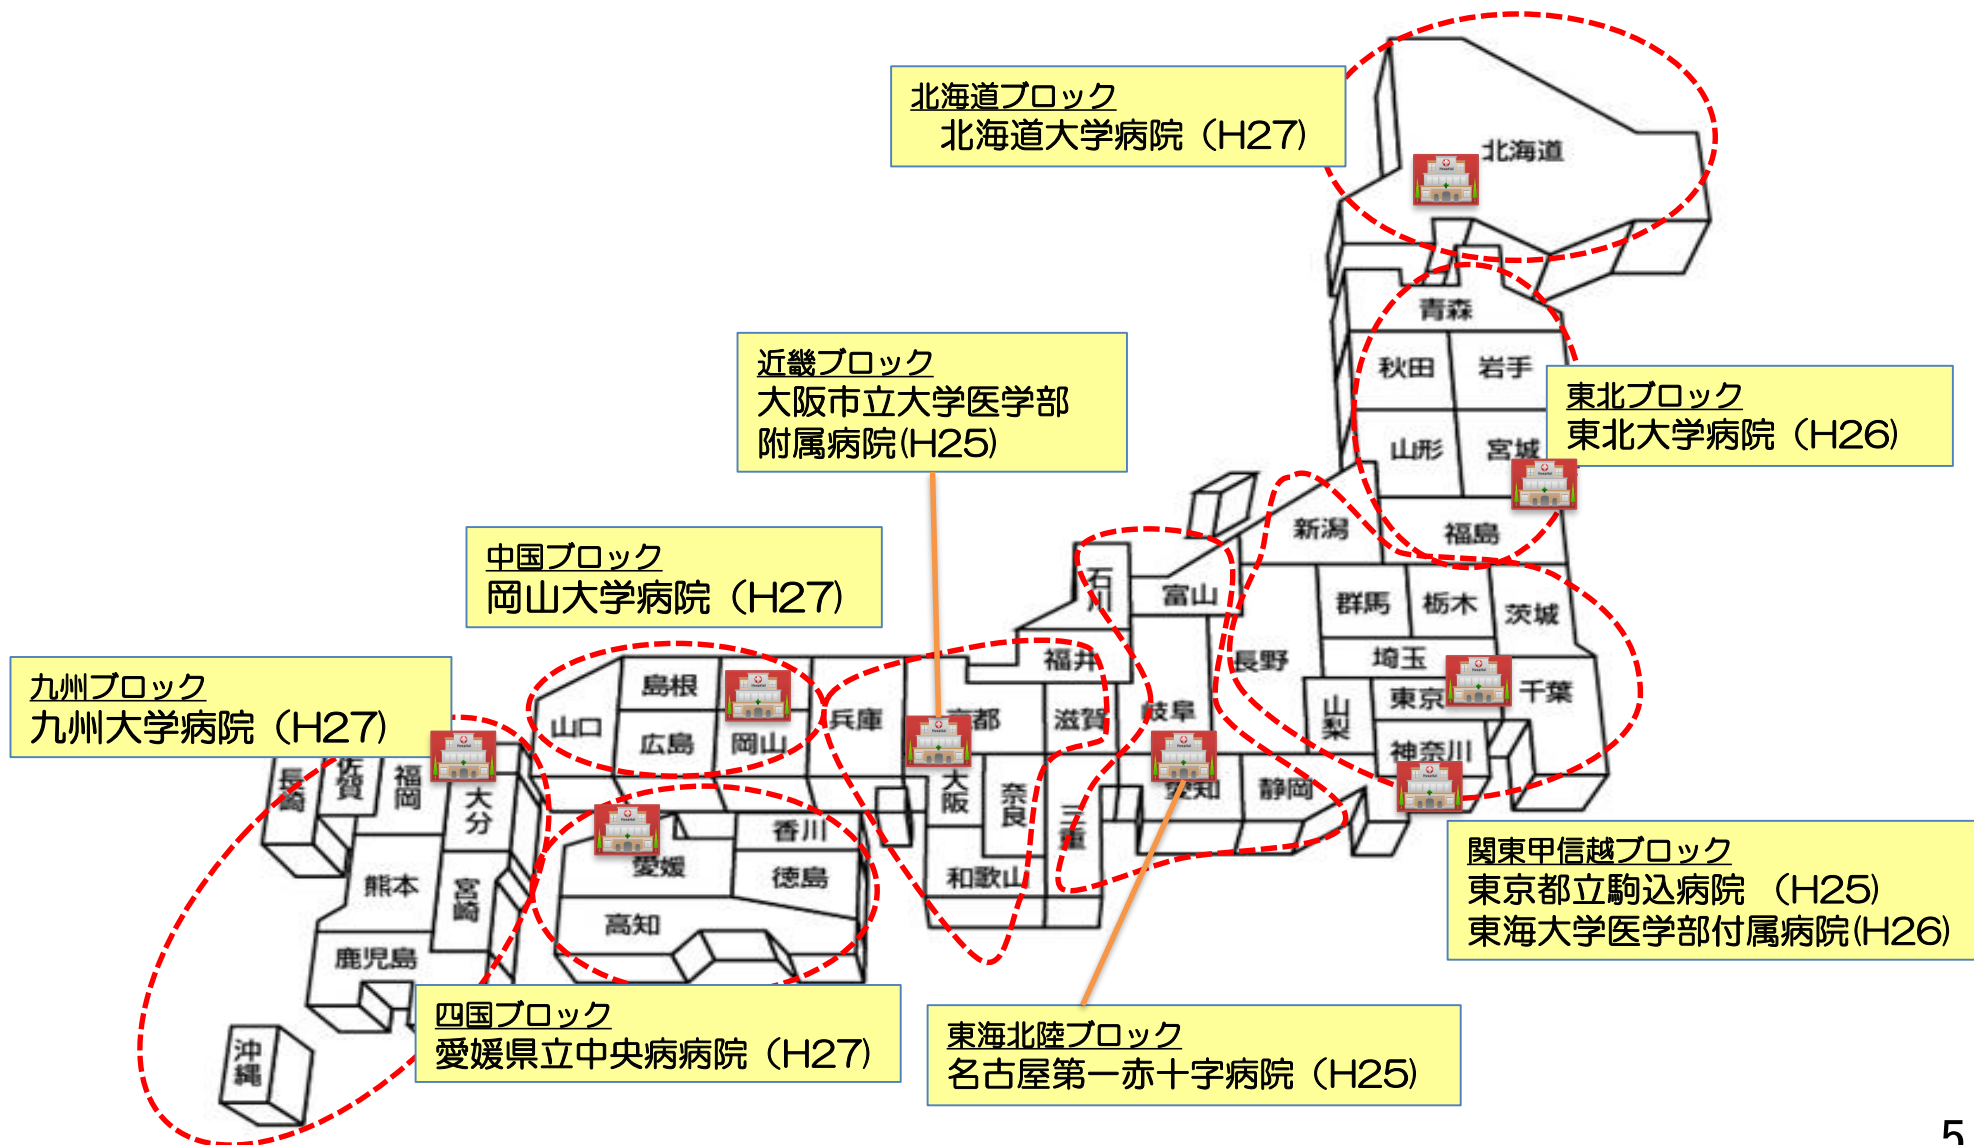 北海道ブロック
北海道大学病院（H27)
北海道
青森
秋田
岩手
山形
宮城
福島
東北ブロック
東北大学病院（H26)
近畿ブロック
大阪市立大学医学部
附属病院(H25)
中国ブロック
岡山大学病院（H27)
九州ブロック
九州大学病院（H27)
新潟
群馬
栃木
茨城
長野
埼玉
山梨
東京
千葉
神奈川
石川
富山
福井
岐阜
愛知
静岡
三重
滋賀
京都
兵庫
大阪
奈良
和歌山
島根
山口
広島
岡山
香川
愛媛
徳島
高知
長崎
佐賀
福岡
大分
熊本
宮崎
鹿児島
沖縄
関東甲信越ブロック
東京都立駒込病院 （H25)
東海大学医学部付属病院(H26)
四国ブロック
愛媛県立中央病病院（H27)
東海北陸ブロック
名古屋第一赤十字病院（H25)
5